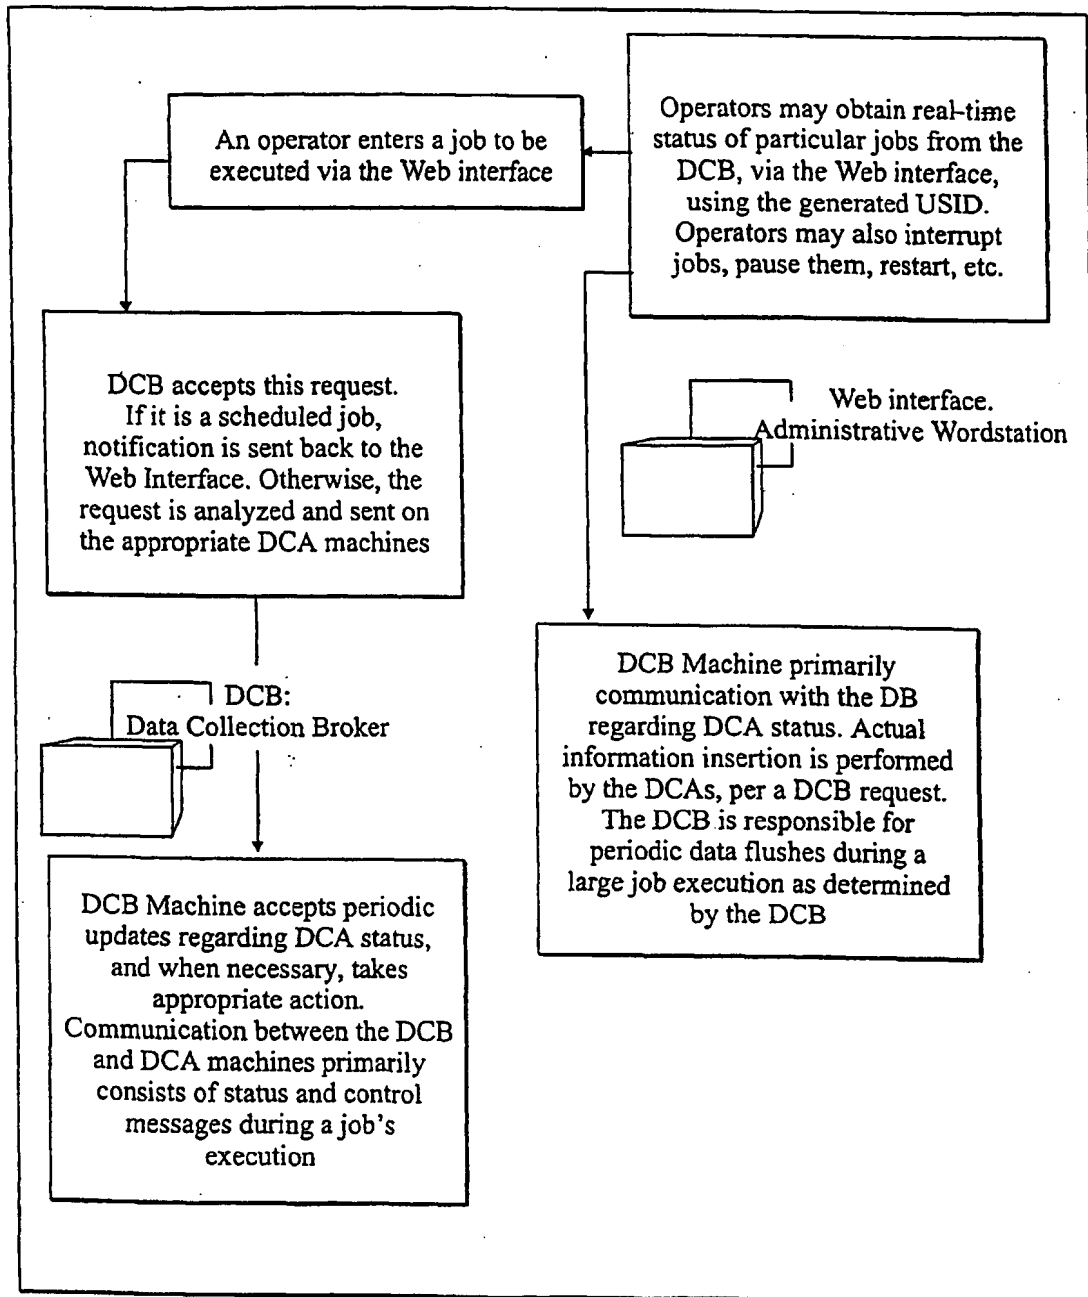 An operator enters a job to be
executed via the Web interface
Operators may obtain real-time
status of particular jobs from the
DCB, via the Web interface,
using the generated USID.
Operators may also interrupt
jobs, pause them, restart, etc.
DCB accepts this request.
If it is a scheduled job,
notification is sent back to the
Web Interface. Otherwise, the
request is analyzed and sent on
the appropriate DCA machines
Web interface.
Administrative Wordstation
DCB:
Data Collection Broker
DCB Machine primarily
communication with the DB
regarding DCA status. Actual
information insertion is performed
by the DCAs, per a DCB request.
The DCB is responsible for
periodic data flushes during a
large job execution as determined
by the DCB
DCB Machine accepts periodic
updates regarding DCA status,
and when necessary, takes
appropriate action.
Communication between the DCB
and DCA machines primarily
consists of status and control
messages during a job's
execution